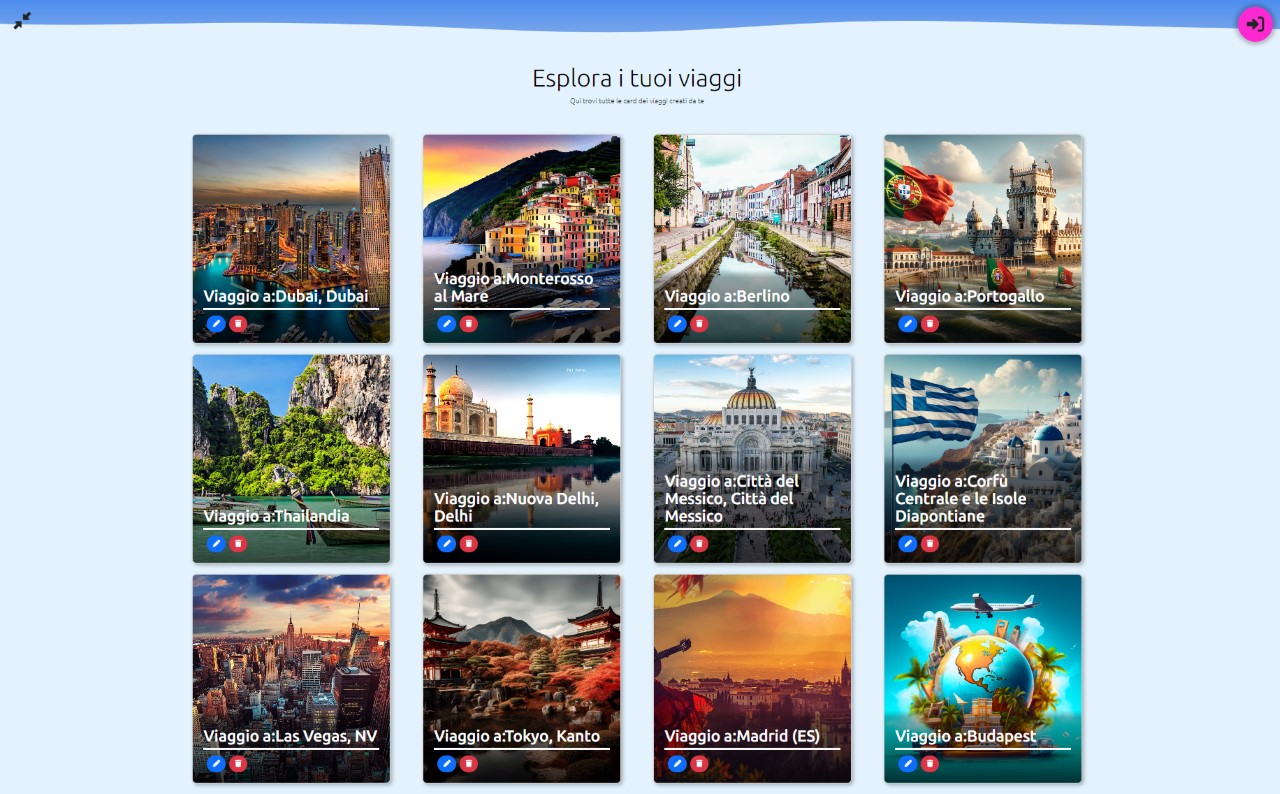 Esplora i tuoi viaggi
Qui trovi tutte le card dei viaggi creati da te
Viaggio a:Dubai, Dubai
Viaggio a:Monterosso
al Mare
Viaggio a:Berlino
Viaggio a:Portogallo
Viaggio a:Thailandia
Viaggio a:Nuova Delhi,
Delhi
Viaggio a:Città del
Messico, Città del
Messico
Viaggio a:Corfù
Centrale e le Isole
Diapontiane
Viaggio a:Las Vegas, NV
Viaggio a:Tokyo, Kanto
Viaggio a:Madrid (ES)
Viaggio a:Budapest